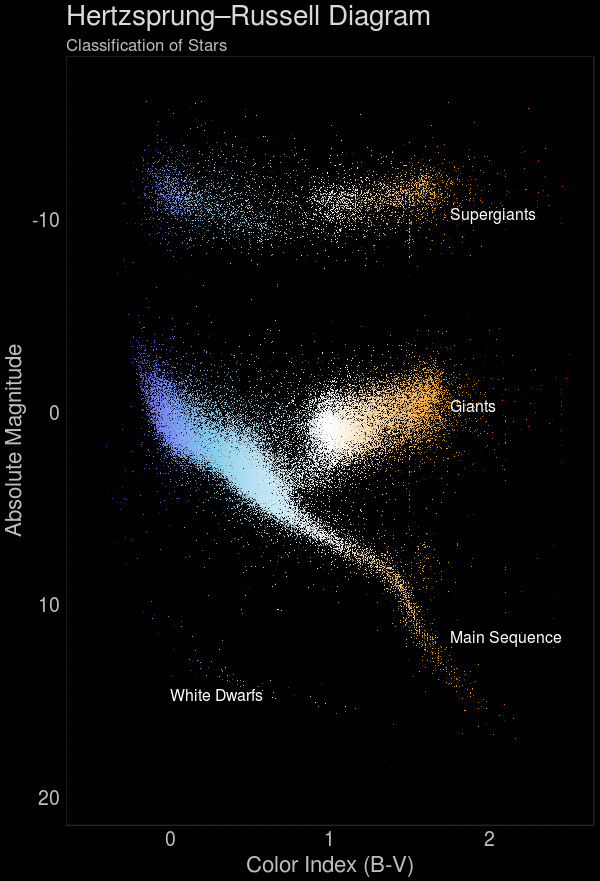 Hertzsprung–Russell Diagram
Classification of Stars
-10
Supergiants
Absolute Magnitude
0
Giants
10
Main Sequence
White Dwarfs
20
0 1 2
Color Index (B-V)